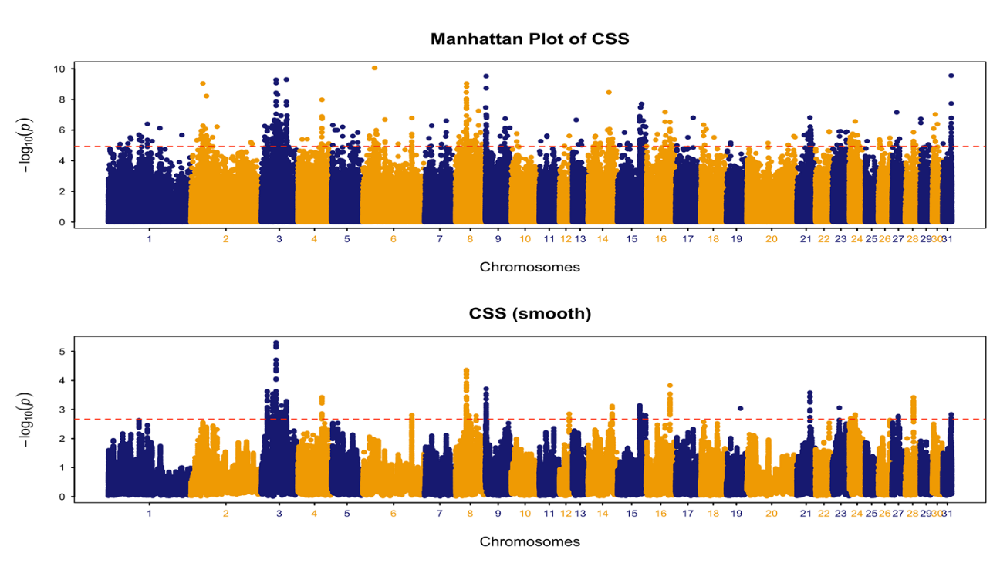 Manhattan Plot of CSS
−log10(p)
10
8
6
4
2
0
1 2 3 4 5 6 7 8 9 10 11 12 13 14 15 16 17 18 19 20 21 22 23 24 25 26 27 28 29 30 31
Chromosomes
CSS (smooth)
−log10(p)
5
4
3
2
1
0
1 2 3 4 5 6 7 8 9 10 11 12 13 14 15 16 17 18 19 20 21 22 23 24 25 26 27 28 29 30 31
Chromosomes